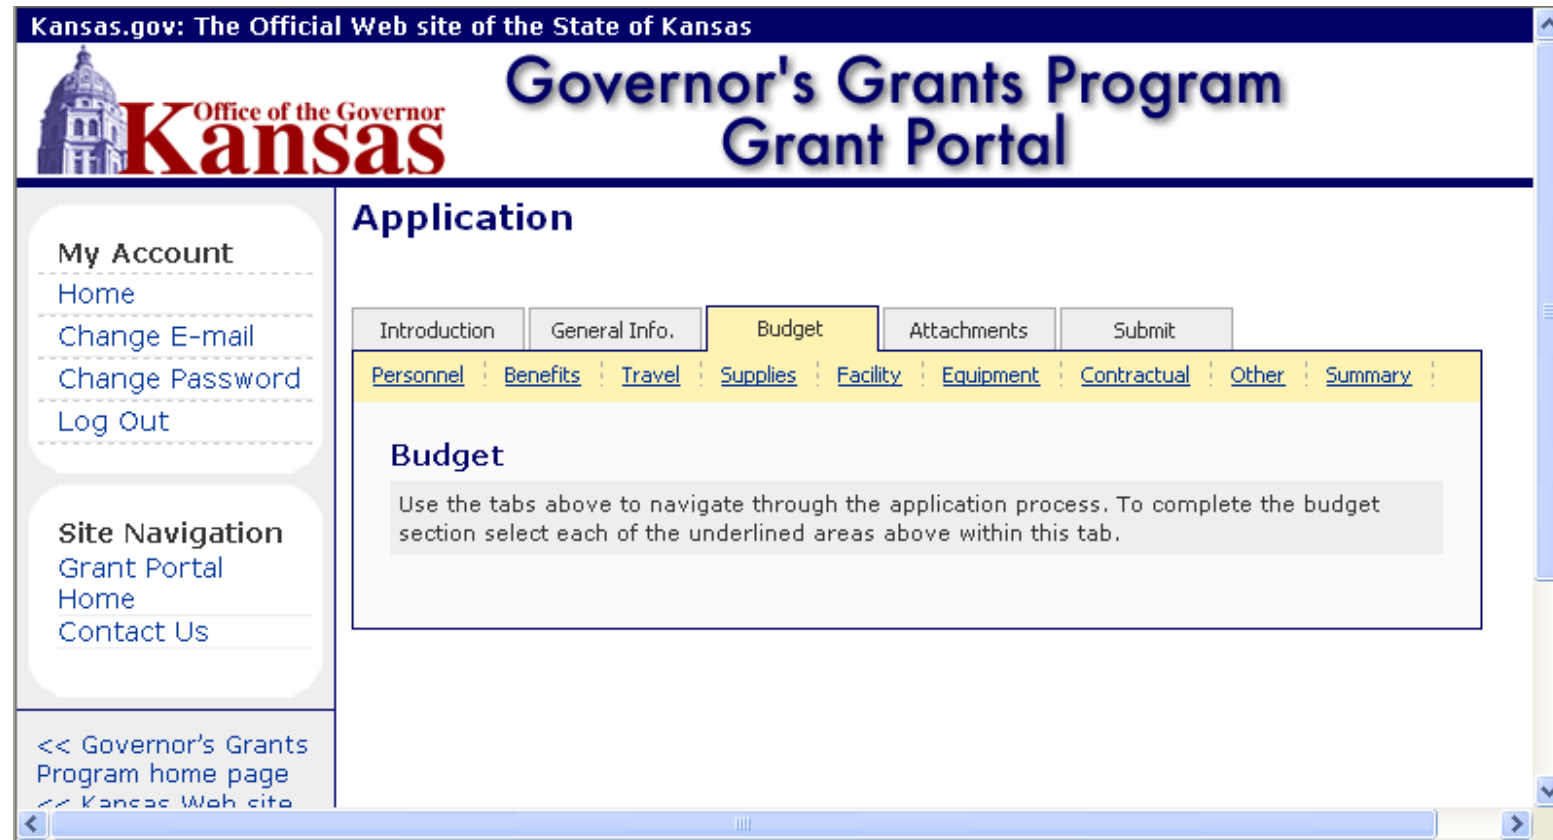 Kansas.gov: The Official Web site of the State of Kansas
Office of the Governor
Kansas
Governor's Grants Program
Grant Portal
My Account
Home
Change E-mail
Change Password
Log Out
Site Navigation
Grant Portal
Home
Contact Us
<< Governor's Grants
Program home page
<< Kansas Web site
Application
Introduction General Info. Budget Attachments Submit
Personnel Benefits Travel Supplies Facility Equipment Contractual Other Summary
Budget
Use the tabs above to navigate through the application process. To complete the budget
section select each of the underlined areas above within this tab.